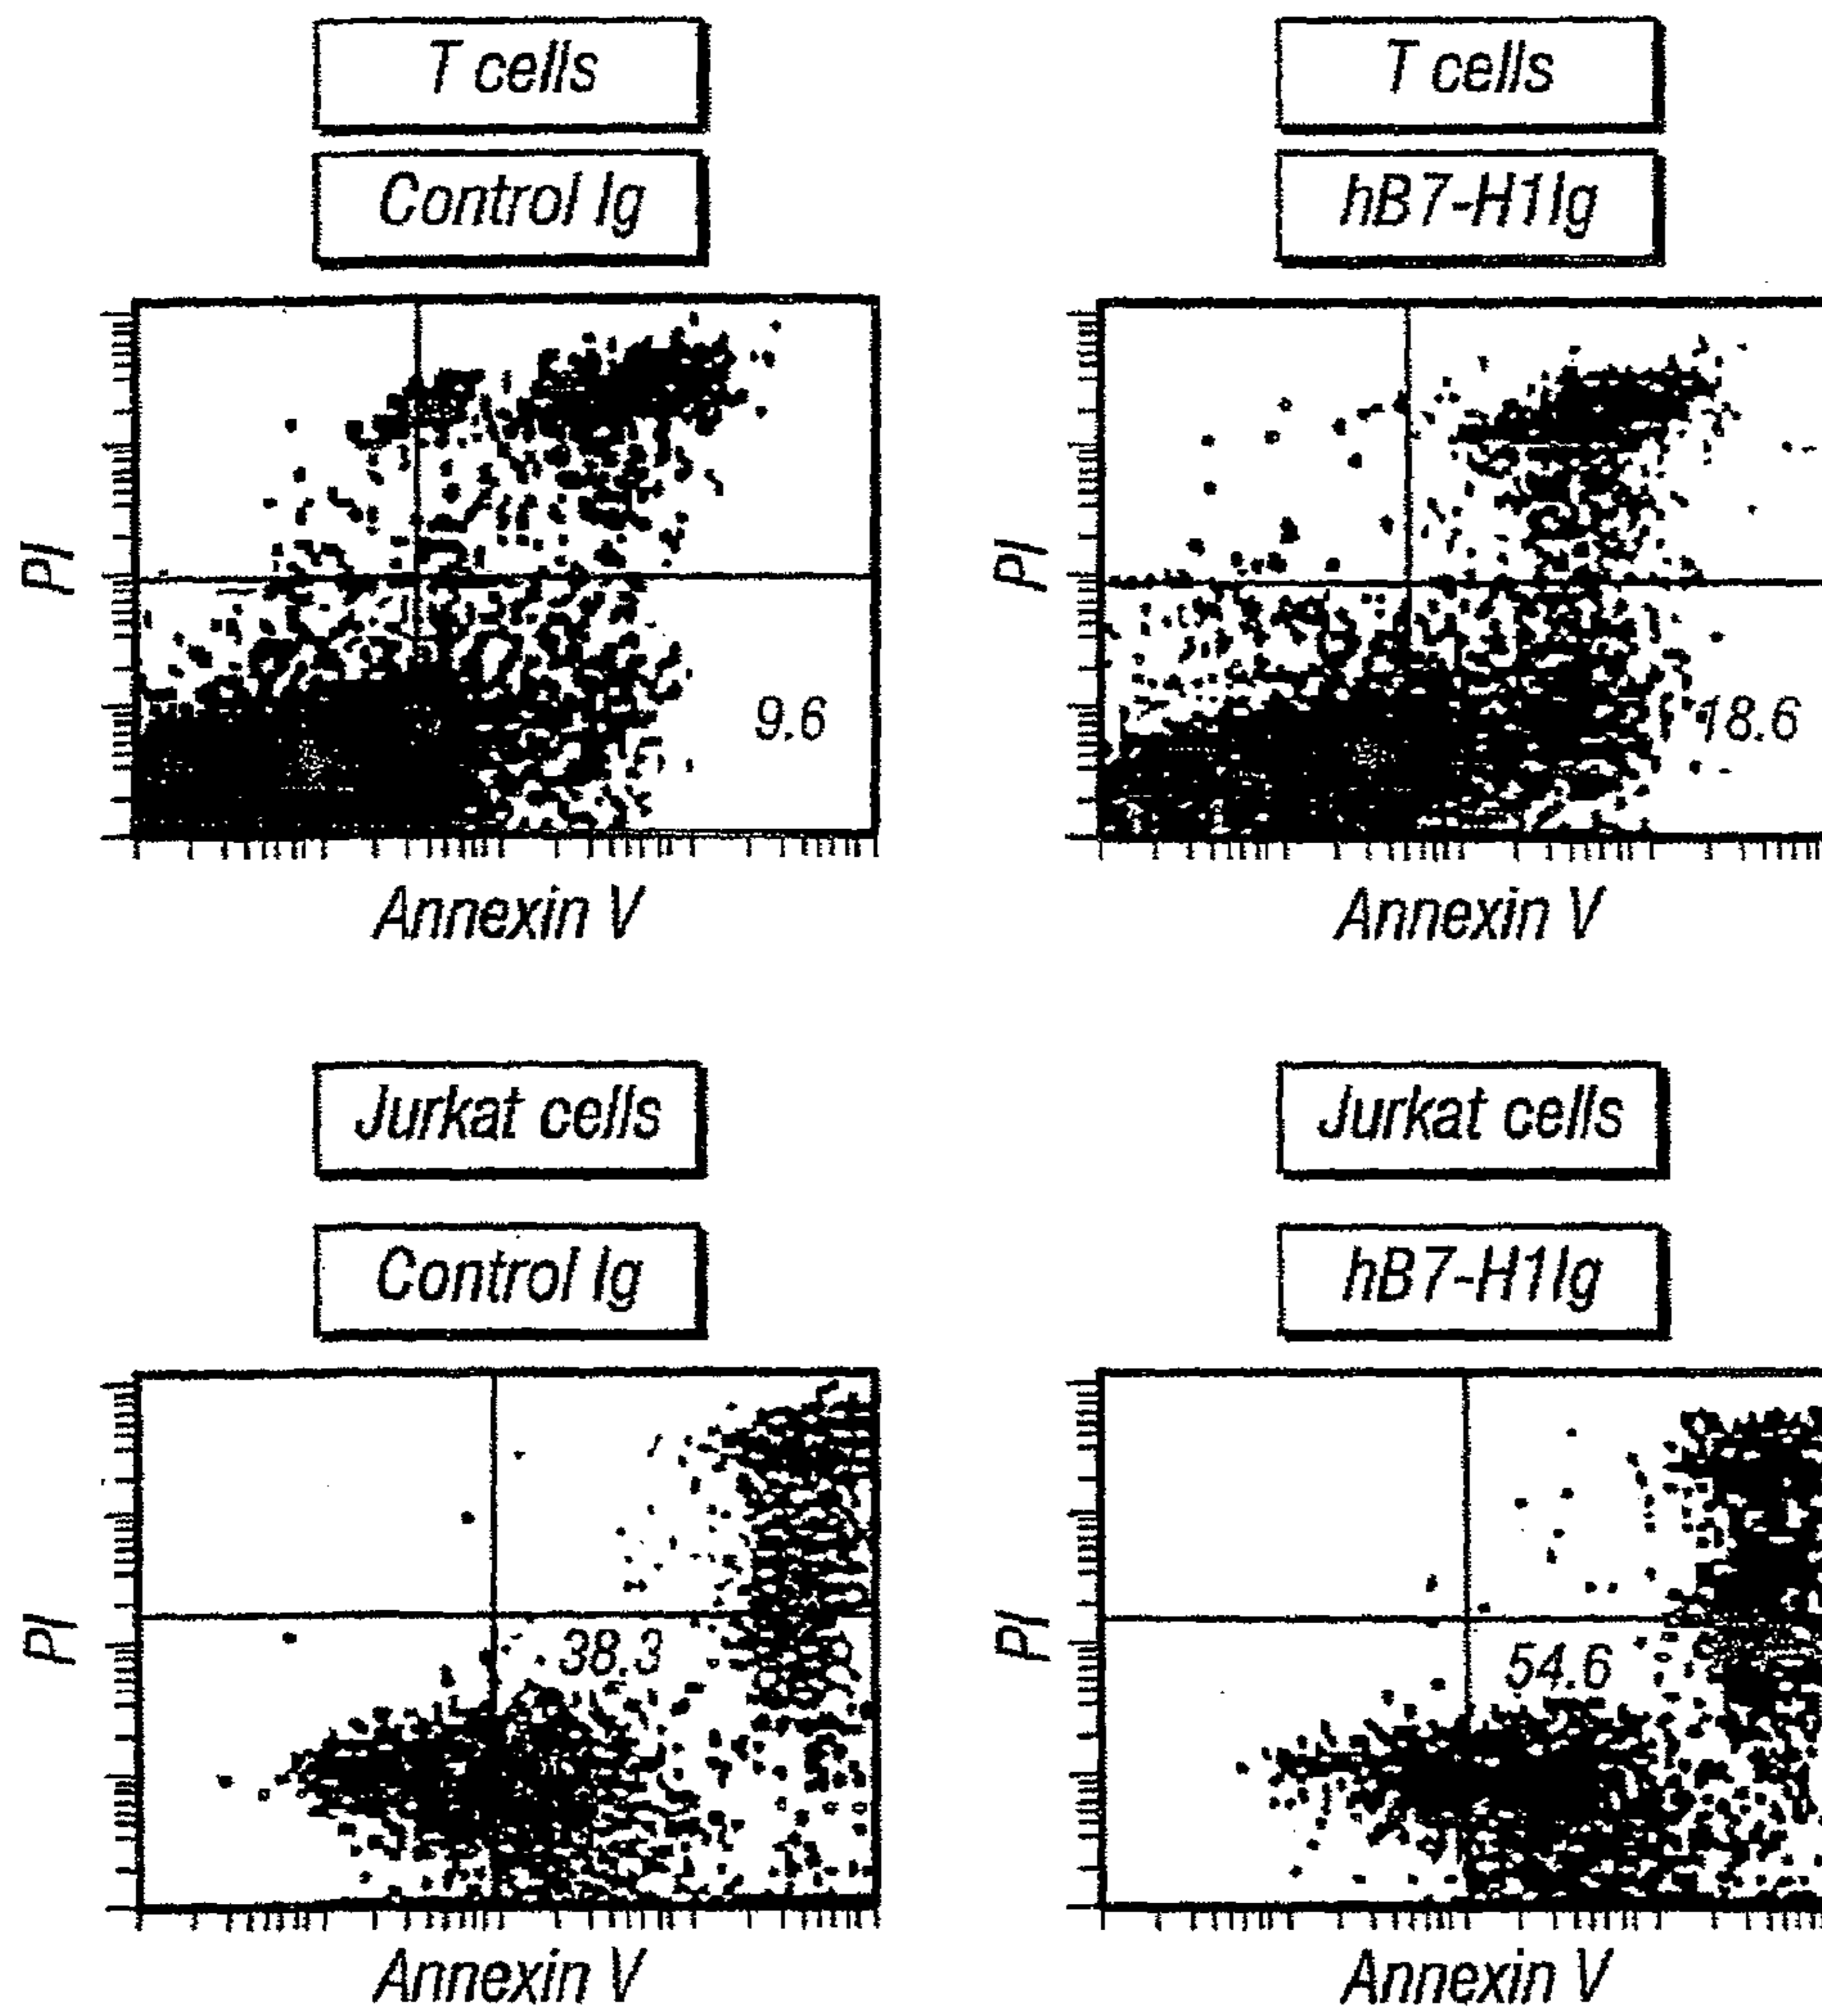 T cells
Control Ig
T cells
hB7-H1Ig
PI
9.6
Annexin V
PI
18.6
Annexin V
Jurkat cells
Control Ig
Jurkat cells
hB7-H1Ig
PI
38.3
Annexin V
PI
54.6
Annexin V